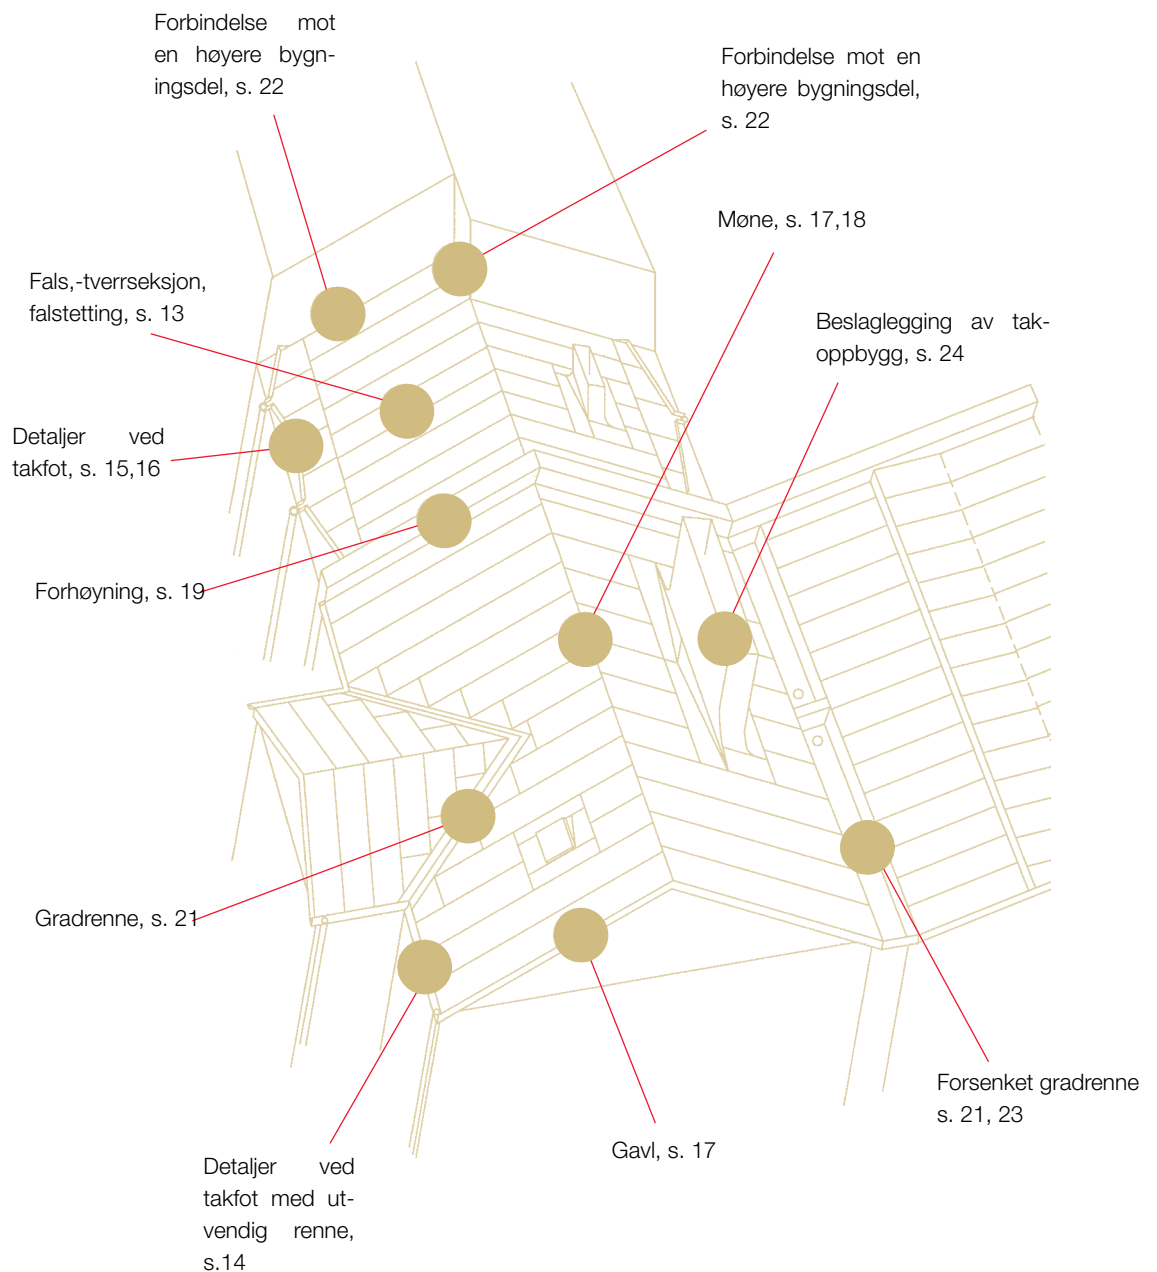 Forbindelse mot
en høyere bygn-
ingsdel, s. 22
Forbindelse mot en
høyere bygningsdel,
s. 22
Møne, s. 17,18
Fals,-tverrseksjon,
falstetting, s. 13
Beslaglegging av tak-
oppbygg, s. 24
Detaljer ved
takfot, s. 15,16
Forhøyning, s. 19
Gradrenne, s. 21
Forsenket gradrenne
s. 21, 23
Gavl, s. 17
Detaljer ved
takfot med ut-
vendig renne,
s.14